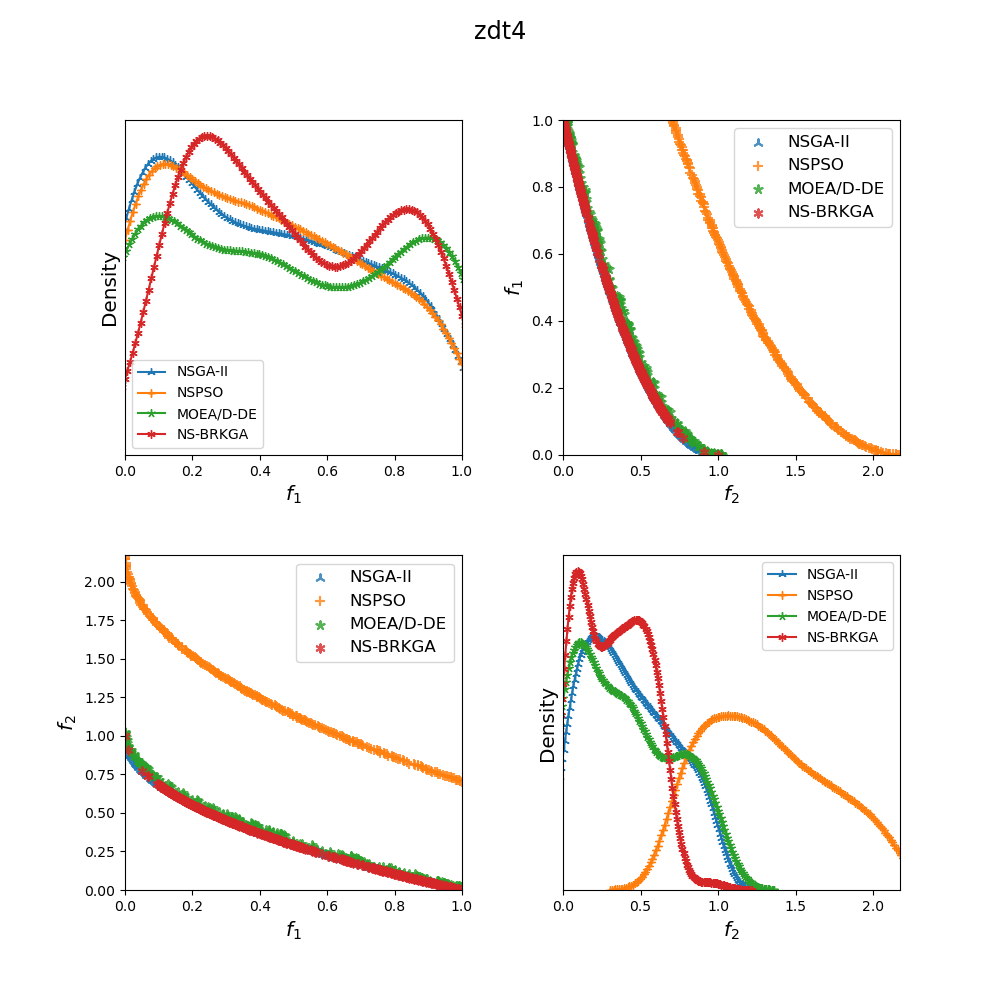 zdt4
Density
NSGA-II
NSPSO
MOEA/D-DE
NS-BRKGA
0.0 0.2 0.4 0.6 0.8 1.0
f1
1.0
0.8
0.6
0.4
0.2
0.0
f1
NSGA-II
NSPSO
MOEA/D-DE
NS-BRKGA
0.0 0.5 1.0 1.5 2.0
f2
2.00
1.75
1.50
1.25
1.00
0.75
0.50
0.25
0.00
f2
NSGA-II
NSPSO
MOEA/D-DE
NS-BRKGA
0.0 0.2 0.4 0.6 0.8 1.0
f1
Density
NSGA-II
NSPSO
MOEA/D-DE
NS-BRKGA
0.0 0.5 1.0 1.5 2.0
f2